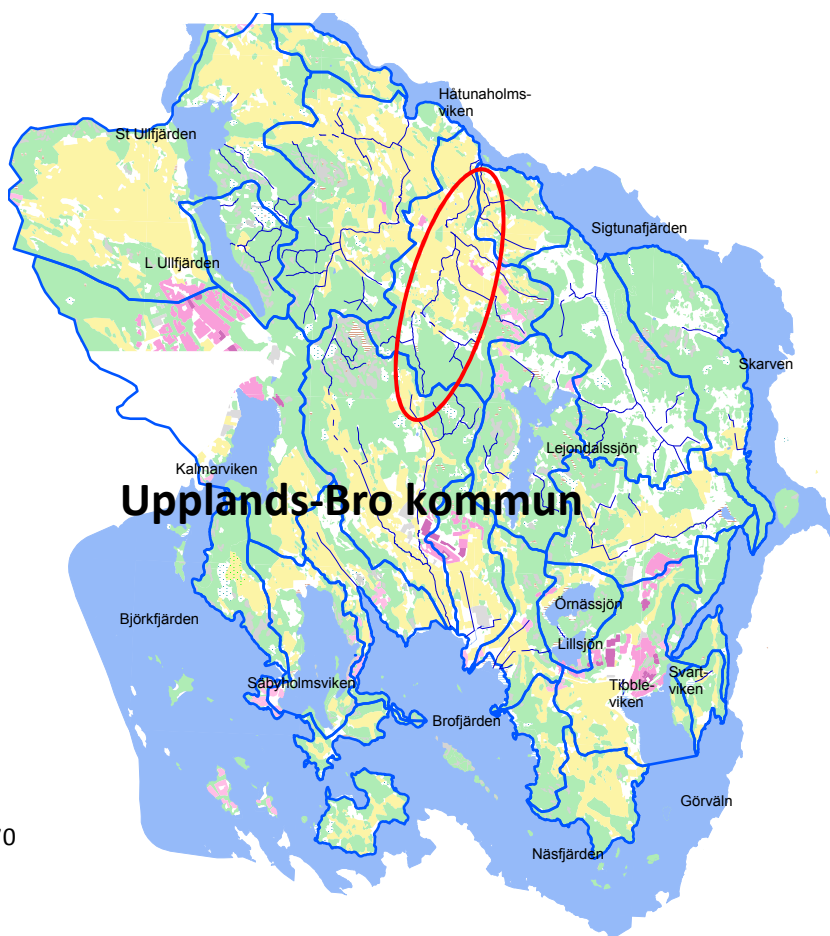 Håtunaholms-
viken
St Ullfjärden
Sigtunafjärden
L Ullfjärden
Skarven
Lejondalssjön
Kalmarviken
Upplands-Bro kommun
Örnässjön
Björkfjärden
Lillsjön
Säbyholmsviken
Tibble-
viken
Svart-
viken
Brofjärden
Görväln
Näsfjärden